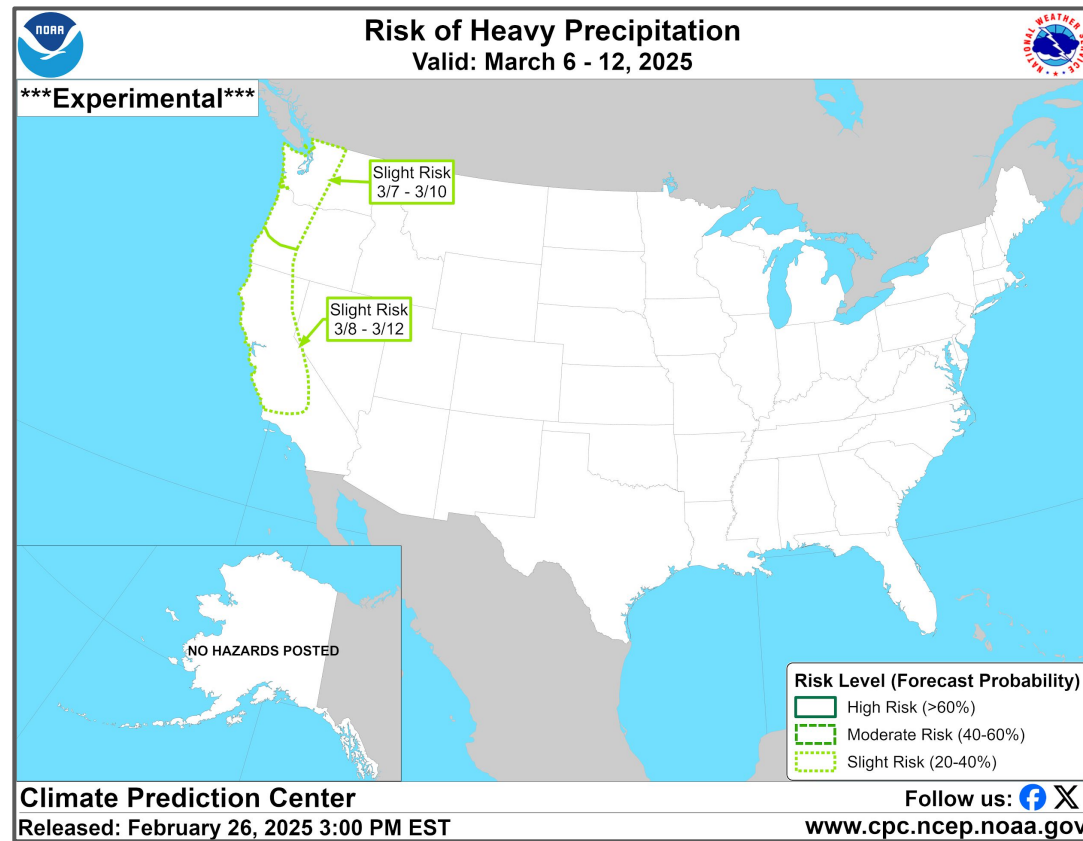 NOAA
Risk of Heavy Precipitation
Valid: March 6 - 12, 2025
NATIONAL WEATHER SERVICE
***Experimental***
Slight Risk
3/7 - 3/10
Slight Risk
3/8 - 3/12
NO HAZARDS POSTED
Risk Level (Forecast Probability)
High Risk (>60%)
Moderate Risk (40-60%)
Slight Risk (20-40%)
Climate Prediction Center
Follow us:
Released: February 26, 2025 3:00 PM EST
www.cpc.ncep.noaa.gov